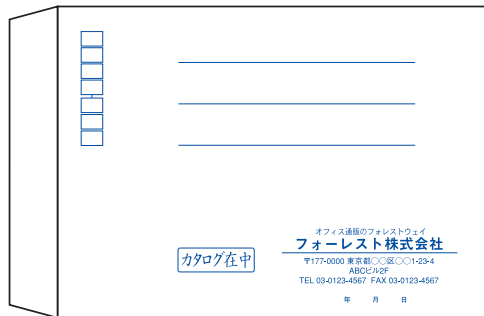 カタログ在中
オフィス通販のフォレストウェイ
フォーレスト株式会社
〒177-0000 東京都○○区○○1-23-4
ABCビル2F
TEL 03-0123-4567 FAX 03-0123-4567
年 月 日